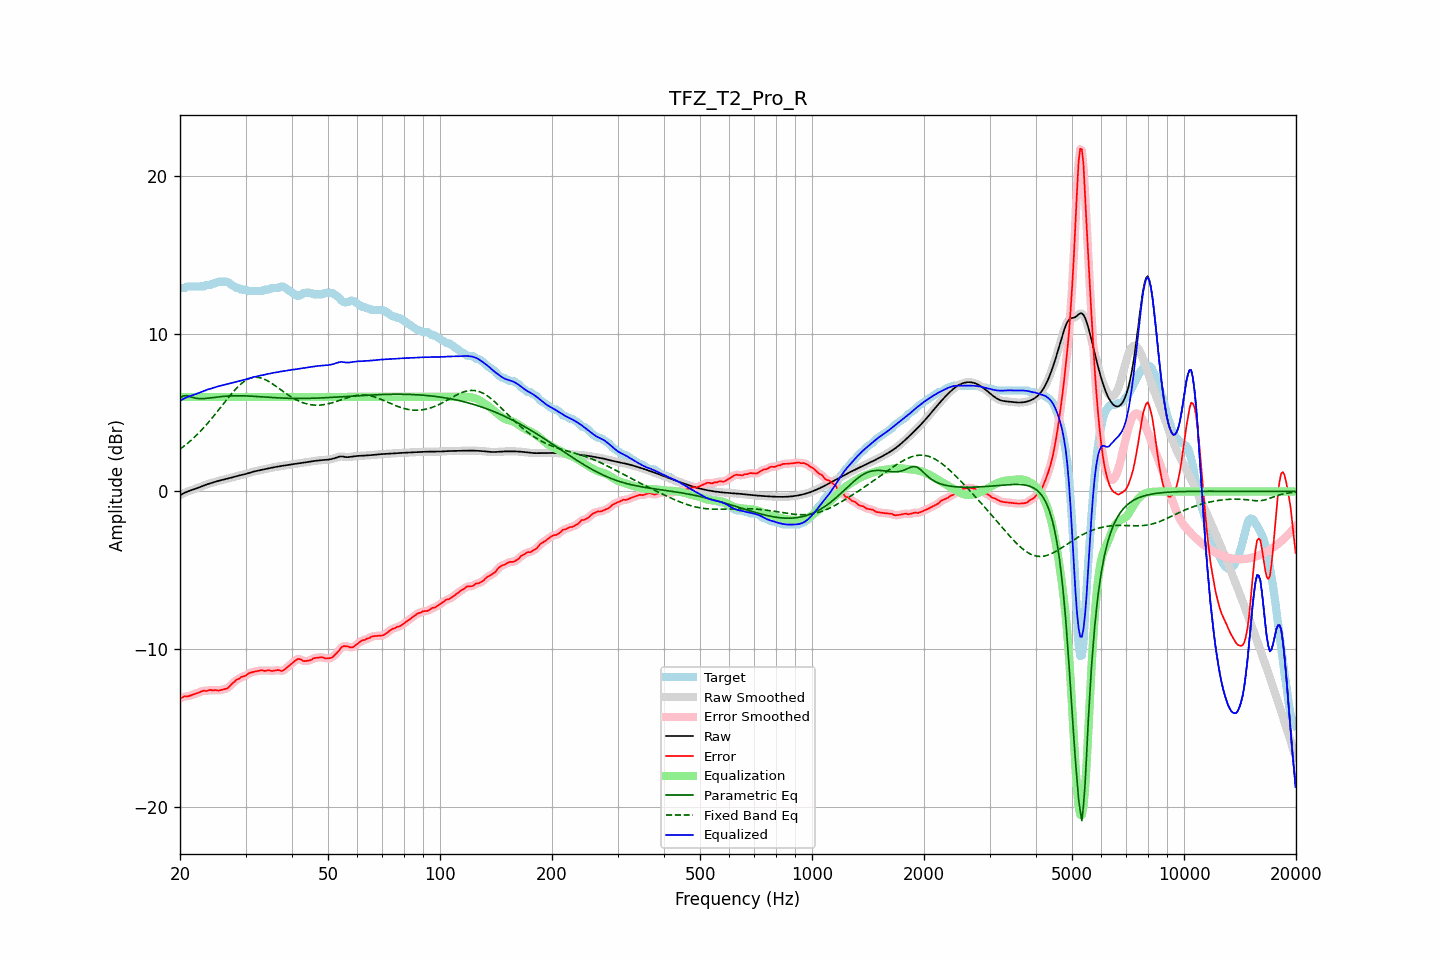 TFZ_T2_Pro_R
Amplitude (dBr)
20
10
0
−10
−20
Target
Raw Smoothed
Error Smoothed
Raw
Error
Equalization
Parametric Eq
Fixed Band Eq
Equalized
20 50 100 200 500 1000 2000 5000 10000 20000
Frequency (Hz)